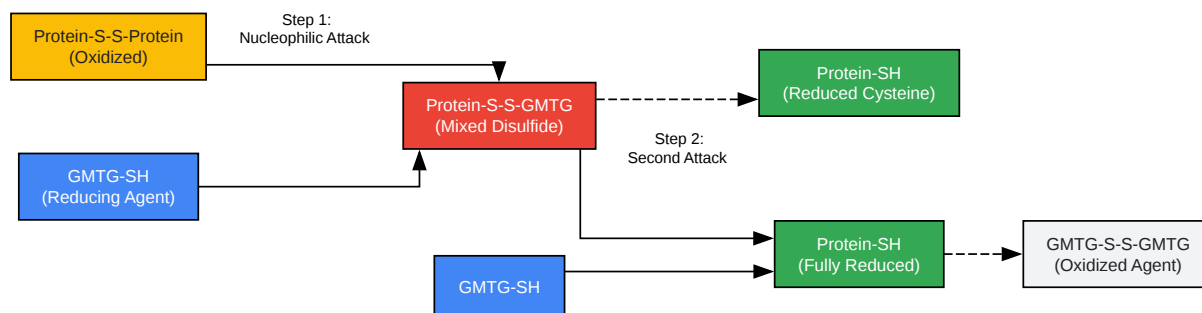 Protein-S-S-Protein
(Oxidized)
Step 1:
Nucleophilic Attack
Protein-S-S-GMTG
(Mixed Disulfide)
Protein-SH
(Reduced Cysteine)
GMTG-SH
(Reducing Agent)
Step 2:
Second Attack
GMTG-SH
Protein-SH
(Fully Reduced)
GMTG-S-S-GMTG
(Oxidized Agent)